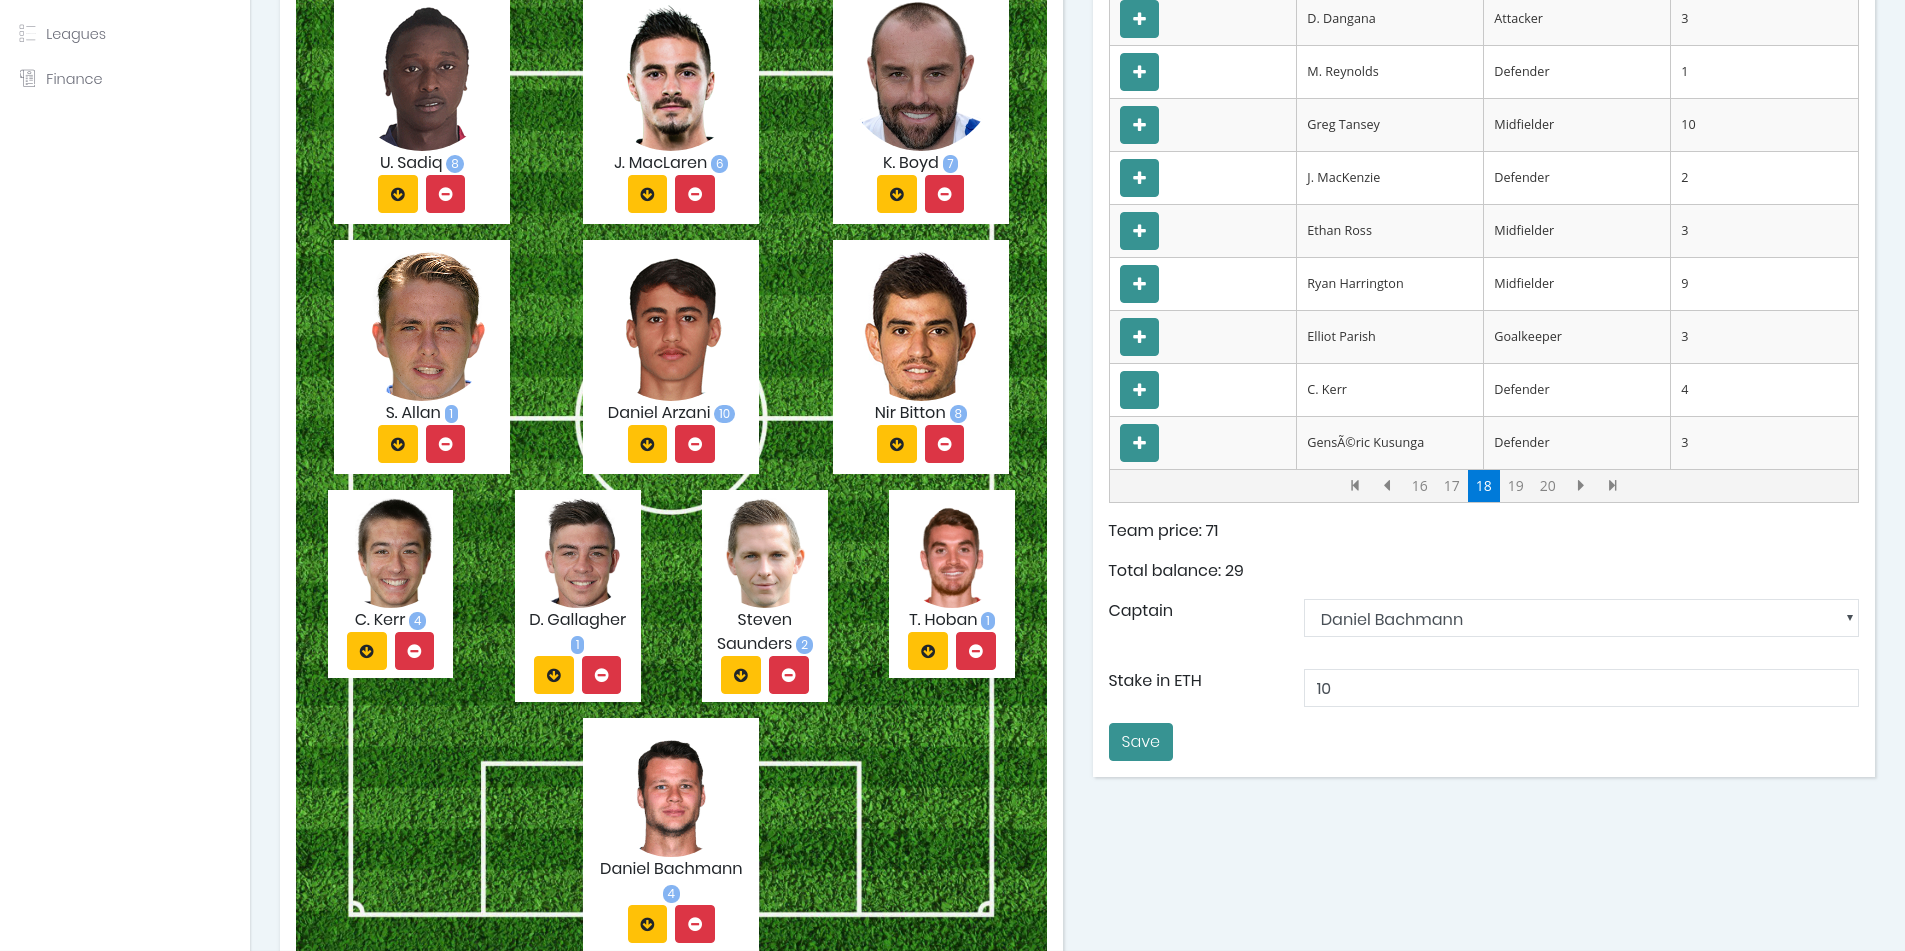 Leagues
Finance
U. Sadiq 8
J. MacLaren 6
K. Boyd 7
S. Allan 1
Daniel Arzani 10
Nir Bitton 8
C. Kerr 4
D. Gallagher
1
Steven
Saunders 2
T. Hoban 1
Daniel Bachmann
4
D. Dangana Attacker 3
M. Reynolds Defender 1
Greg Tansey Midfielder 10
J. MacKenzie Defender 2
Ethan Ross Midfielder 3
Ryan Harrington Midfielder 9
Elliot Parish Goalkeeper 3
C. Kerr Defender 4
GensÃ©ric Kusunga Defender 3
16 17 18 19 20
Team price: 71
Total balance: 29
Captain Daniel Bachmann
Stake in ETH 10
Save